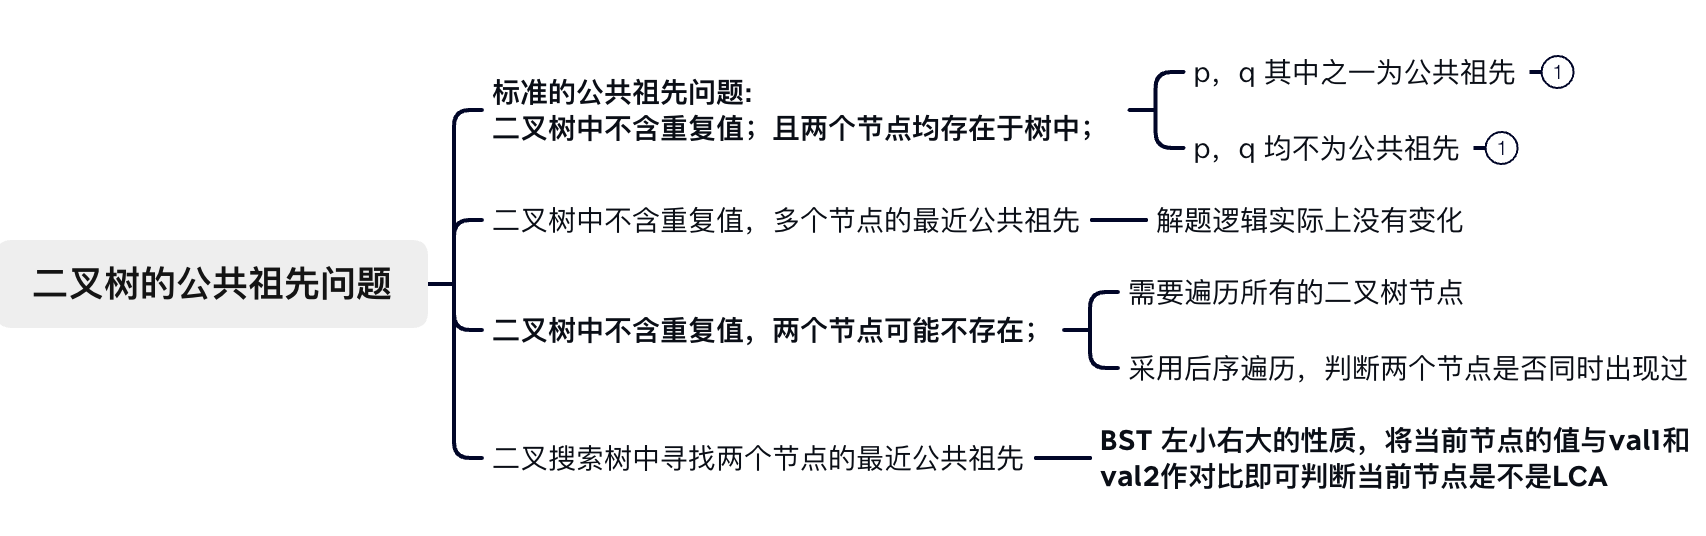 二叉树的公共祖先问题
标准的公共祖先问题:
二叉树中不含重复值；且两个节点均存在于树中；
p，q 其中之一为公共祖先
1
p，q 均不为公共祖先
1
二叉树中不含重复值，多个节点的最近公共祖先
解题逻辑实际上没有变化
二叉树中不含重复值，两个节点可能不存在；
需要遍历所有的二叉树节点
采用后序遍历，判断两个节点是否同时出现过
二叉搜索树中寻找两个节点的最近公共祖先
BST 左小右大的性质，将当前节点的值与val1和
val2作对比即可判断当前节点是不是LCA